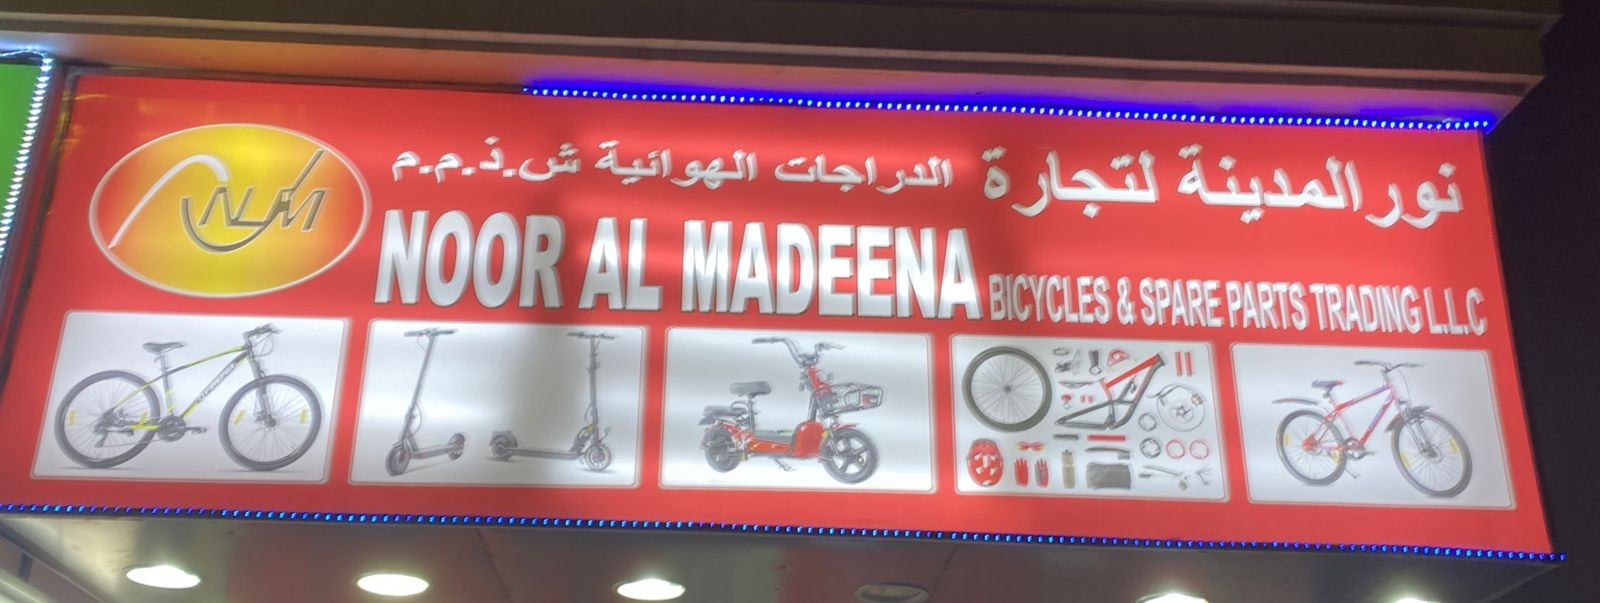 نور المدينة لتجارة الدراجات الهوائية ش.ذ.م.م
NLM
NOOR AL MADEENA BICYCLES & SPARE PARTS TRADING L.L.C